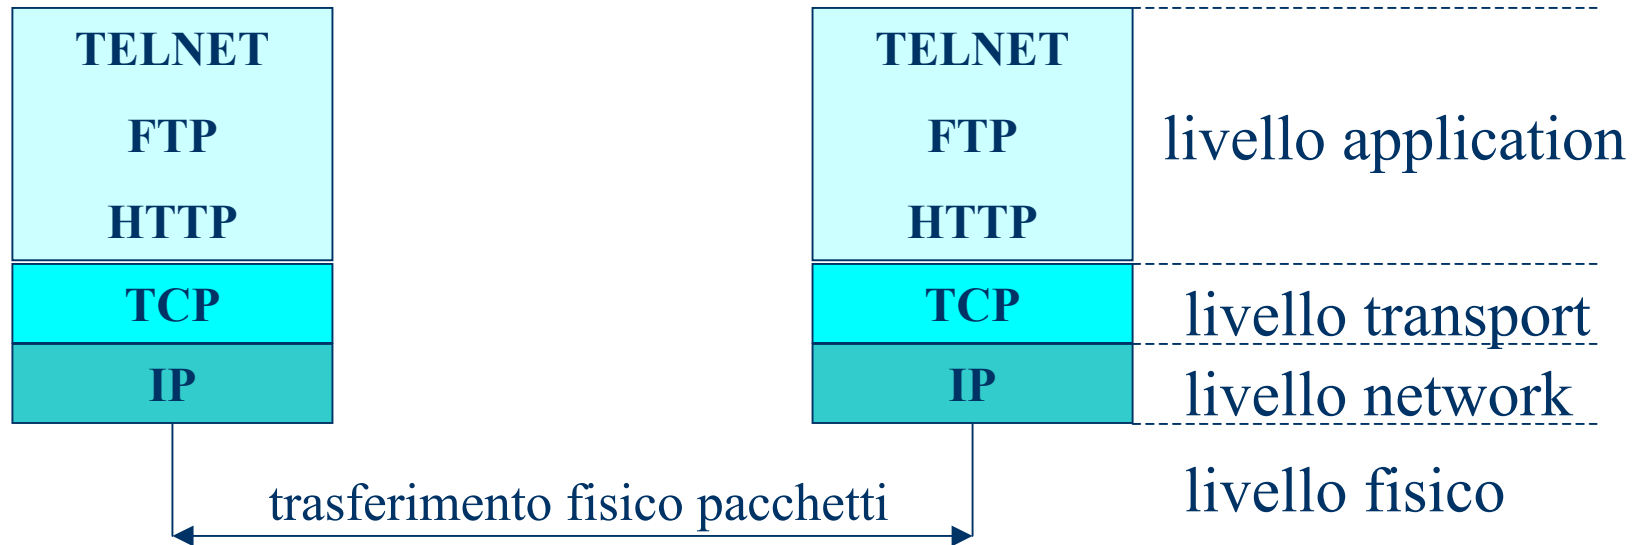 TELNET
FTP
HTTP
TCP
IP
TELNET
FTP
HTTP
TCP
IP
livello application
livello transport
livello network
livello fisico
trasferimento fisico pacchetti